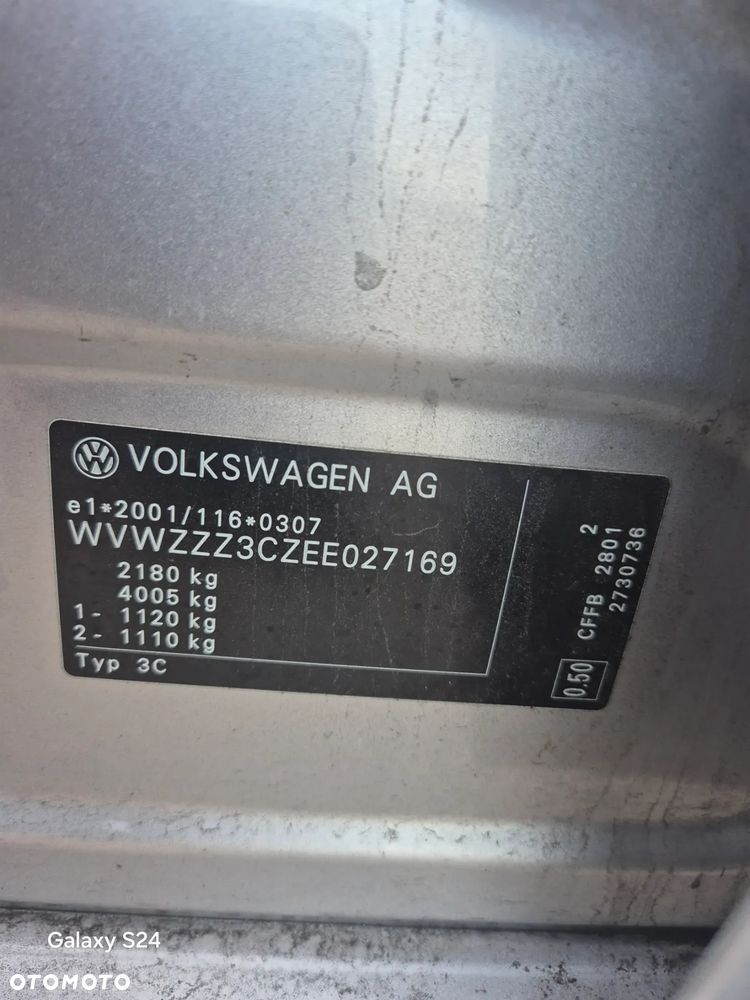 VOLKSWAGEN AG
e1*2001/116*0307
WVWZZZ3CZEE027169
2180 kg
4005 kg
1- 1120 kg
2- 1110 kg
Typ 3C
2
CFFB 2801
2730736
0.50
Galaxy S24
OTOMOTO